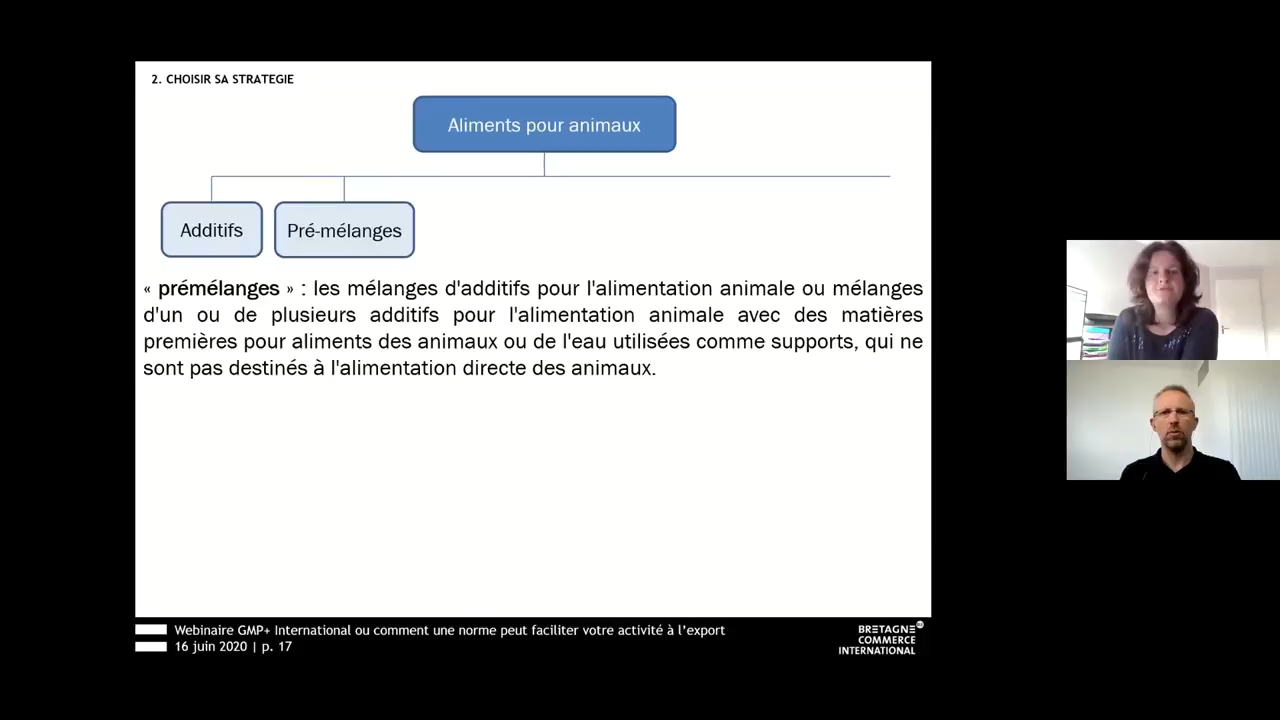 2. CHOISIR SA STRATEGIE
Aliments pour animaux
Additifs
Pré-mélanges
« prémélanges » : les mélanges d'additifs pour l'alimentation animale ou mélanges
d'un ou de plusieurs additifs pour l'alimentation animale avec des matières
premières pour aliments des animaux ou de l'eau utilisées comme supports, qui ne
sont pas destinés à l'alimentation directe des animaux.
Webinaire GMP+ International ou comment une norme peut faciliter votre activité à l'export
16 juin 2020 | p. 17
BRETAGNE
COMMERCE
INTERNATIONAL